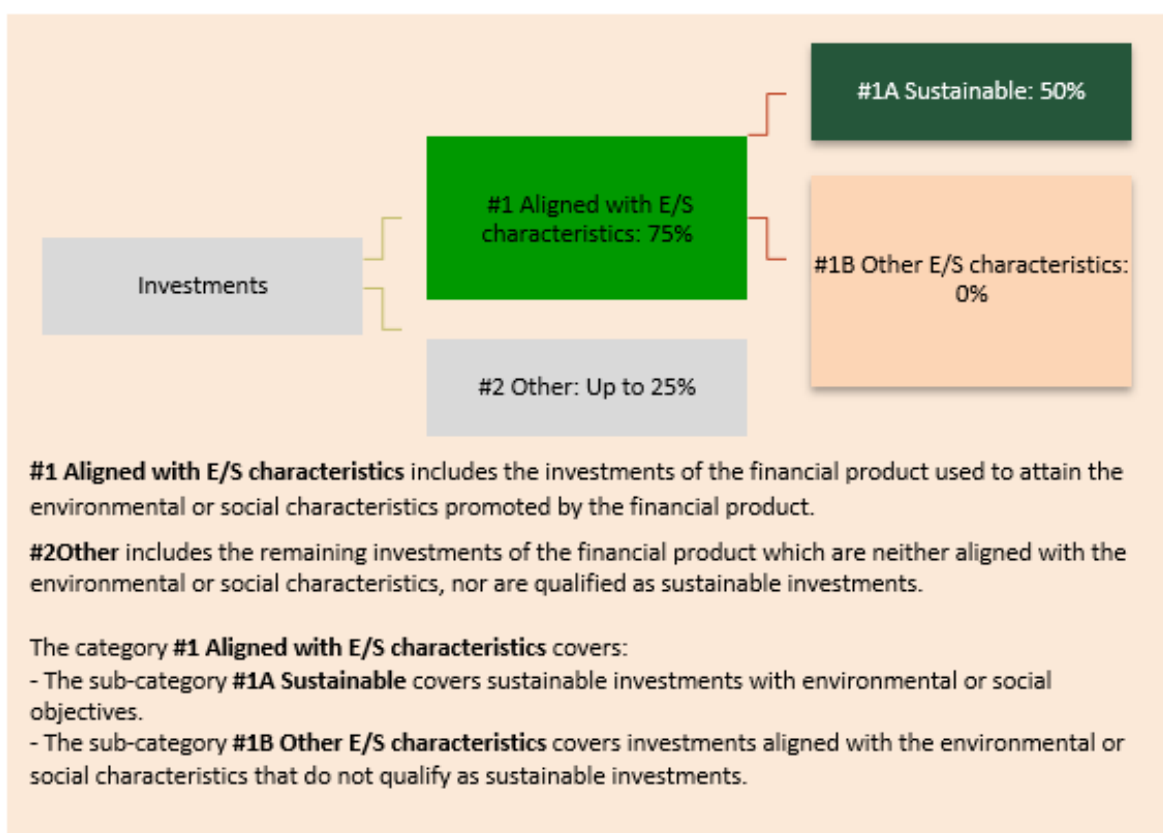 #1A Sustainable: 50%
#1 Aligned with E/S
characteristics: 75%
#1B Other E/S characteristics:
0%
Investments
#2 Other: Up to 25%
#1 Aligned with E/S characteristics includes the investments of the financial product used to attain the
environmental or social characteristics promoted by the financial product.
#2Other includes the remaining investments of the financial product which are neither aligned with the
environmental or social characteristics, nor are qualified as sustainable investments.
The category #1 Aligned with E/S characteristics covers:
- The sub-category #1A Sustainable covers sustainable investments with environmental or social
objectives.
- The sub-category #1B Other E/S characteristics covers investments aligned with the environmental or
social characteristics that do not qualify as sustainable investments.